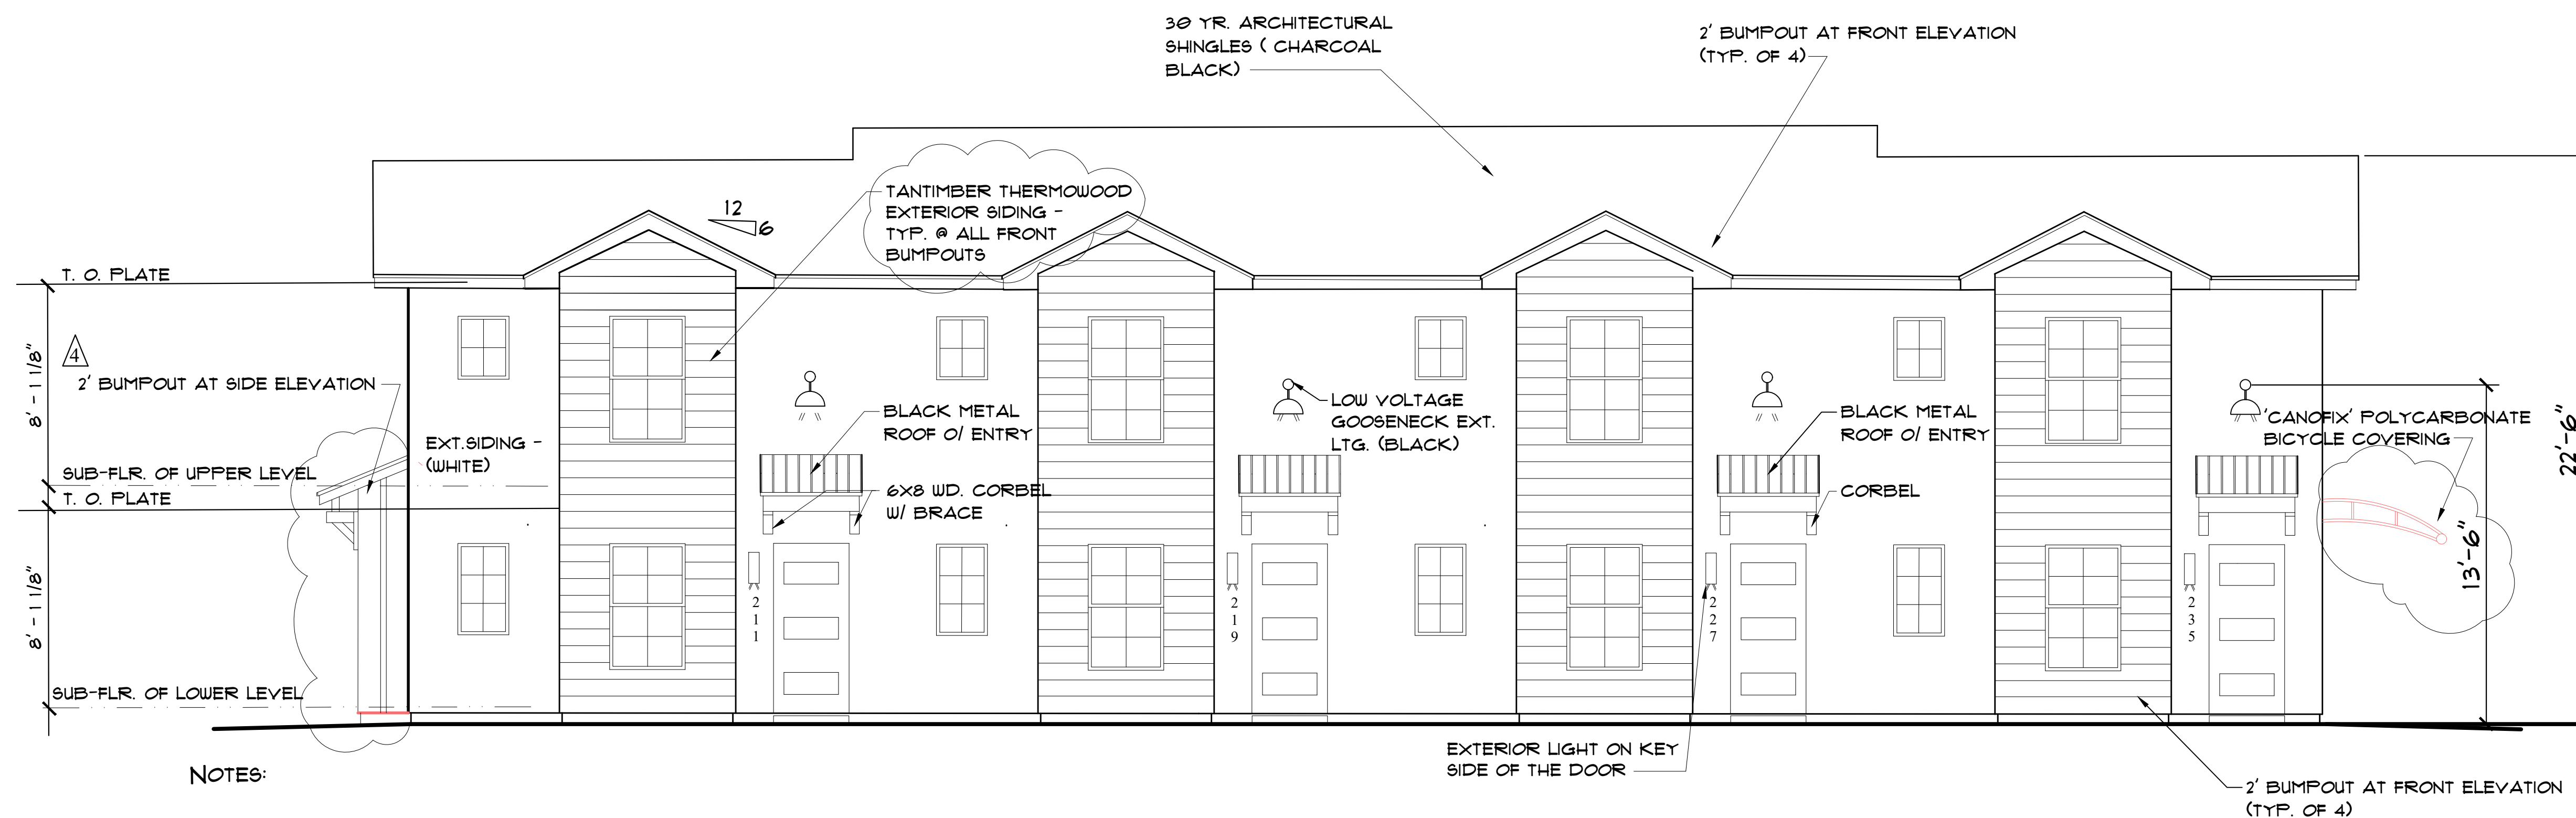 30 YR. ARCHITECTURAL
SHINGLES ( CHARCOAL
BLACK)
2' BUMPOUT AT FRONT ELEVATION
(TYP. OF 4)
TANTIMBER THERMOWOOD
EXTERIOR SIDING -
TYP. @ ALL FRONT
BUMPOUTS
12
6
T. O. PLATE
8' - 1 1/8"
4
2' BUMPOUT AT SIDE ELEVATION
EXT.SIDING -
(WHITE)
SUB-FLR. OF UPPER LEVEL
T. O. PLATE
8' - 1 1/8"
SUB-FLR. OF LOWER LEVEL
BLACK METAL
ROOF O/ ENTRY
6X8 WD. CORBEL
W/ BRACE
LOW VOLTAGE
GOOSENECK EXT.
LTG. (BLACK)
BLACK METAL
ROOF O/ ENTRY
CORBEL
'CANOFIX' POLYCARBONATE
BICYCLE COVERING
22'-6"
13'-6"
211
219
227
235
EXTERIOR LIGHT ON KEY
SIDE OF THE DOOR
NOTES:
2' BUMPOUT AT FRONT ELEVATION
(TYP. OF 4)